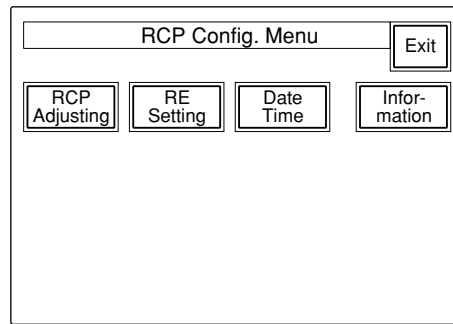 RCP Config. Menu
Exit
RCP
Adjusting
RE
Setting
Date
Time
Infor-
mation